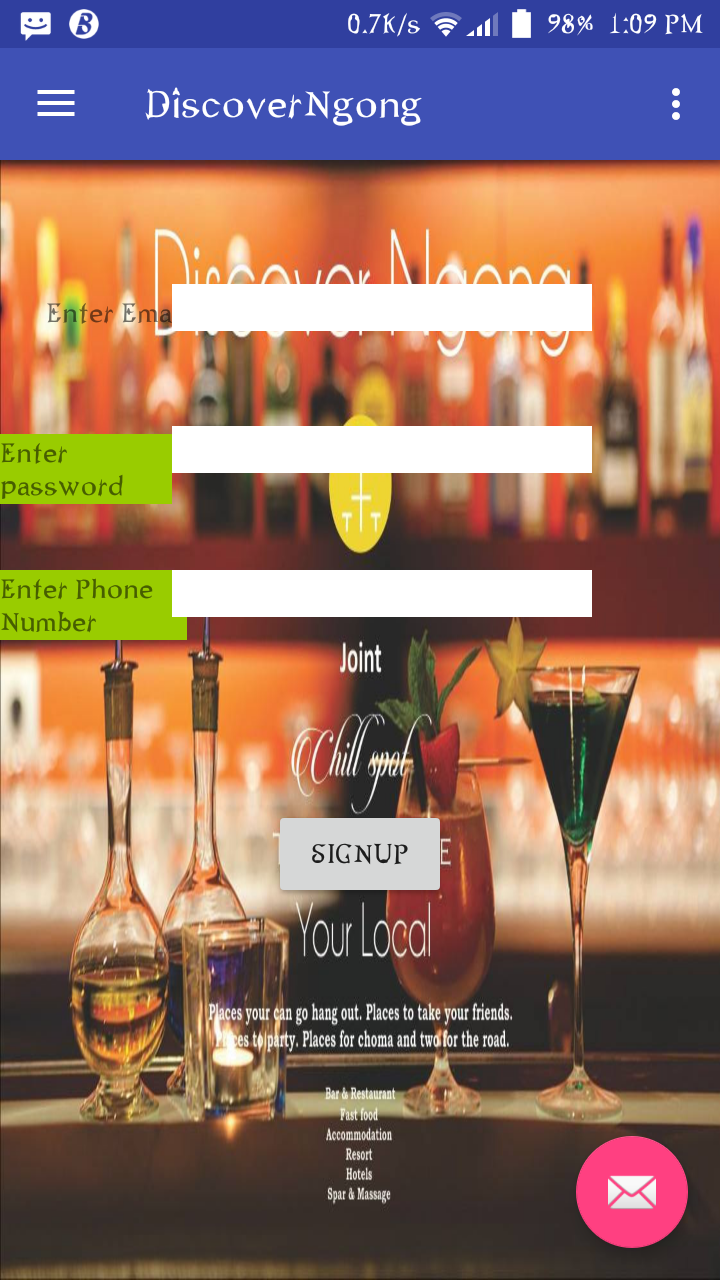 0.7K/s 98% 1:09 PM
DiscoverNgong
Discover Ngong
Enter Ema
Enter
password
Enter Phone
Number
Joint
Chill spot
SIGNUP
Your Local
Places your can go hang out. Places to take your friends.
Places to party. Places for choma and two for the road.
Bar & Restaurant
Fast food
Accommodation
Resort
Hotels
Spar & Massage